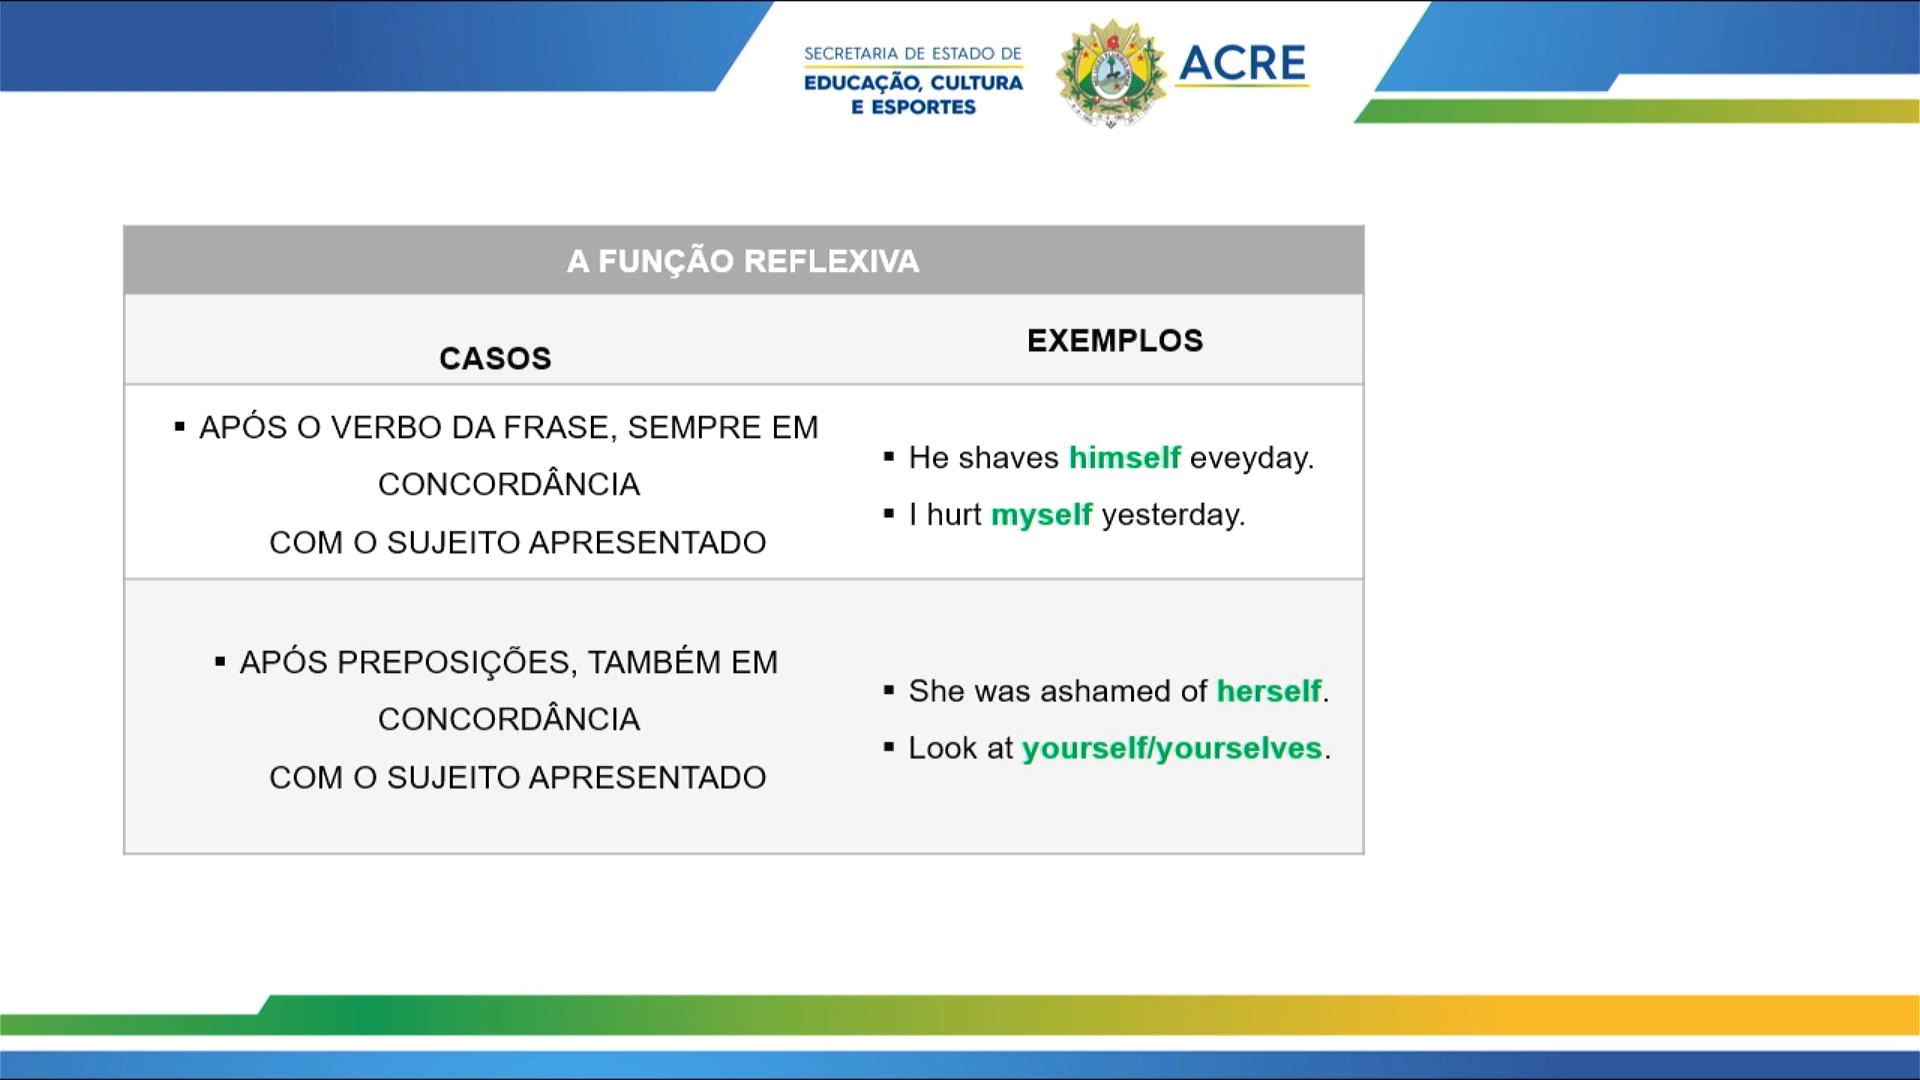 SECRETARIA DE ESTADO DE
EDUCAÇÃO, CULTURA
E ESPORTES
ACRE
A FUNÇÃO REFLEXIVA
CASOS
EXEMPLOS
▪ APÓS O VERBO DA FRASE, SEMPRE EM
CONCORDÂNCIA
COM O SUJEITO APRESENTADO
▪ He shaves himself eveyday.
▪ I hurt myself yesterday.
▪ APÓS PREPOSIÇÕES, TAMBÉM EM
CONCORDÂNCIA
COM O SUJEITO APRESENTADO
▪ She was ashamed of herself.
▪ Look at yourself/yourselves.